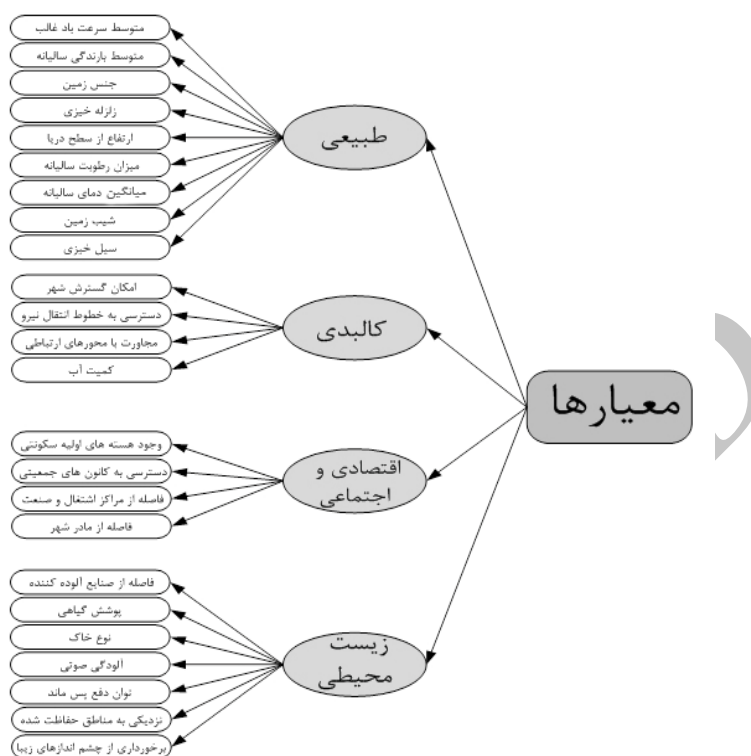 معیارها
طبیعی
متوسط سرعت باد غالب
متوسط بارندگی سالیانه
جنس زمین
زلزله خیزی
ارتفاع از سطح دریا
میزان رطوبت سالیانه
میانگین دمای سالیانه
شیب زمین
سیل خیزی
کالبدی
امکان گسترش شهر
دسترسی به خطوط انتقال نیرو
مجاورت با محورهای ارتباطی
کمیت آب
اقتصادی و
اجتماعی
وجود هسته های اولیه سکونتی
دسترسی به کانون های جمعیتی
فاصله از مراکز اشتغال و صنعت
فاصله از مادر شهر
زیست
محیطی
فاصله از صنایع آلوده کننده
پوشش گیاهی
نوع خاک
آلودگی صوتی
توان دفع پس ماند
نزدیکی به مناطق حفاظت شده
برخورداری از چشم اندازهای زیبا